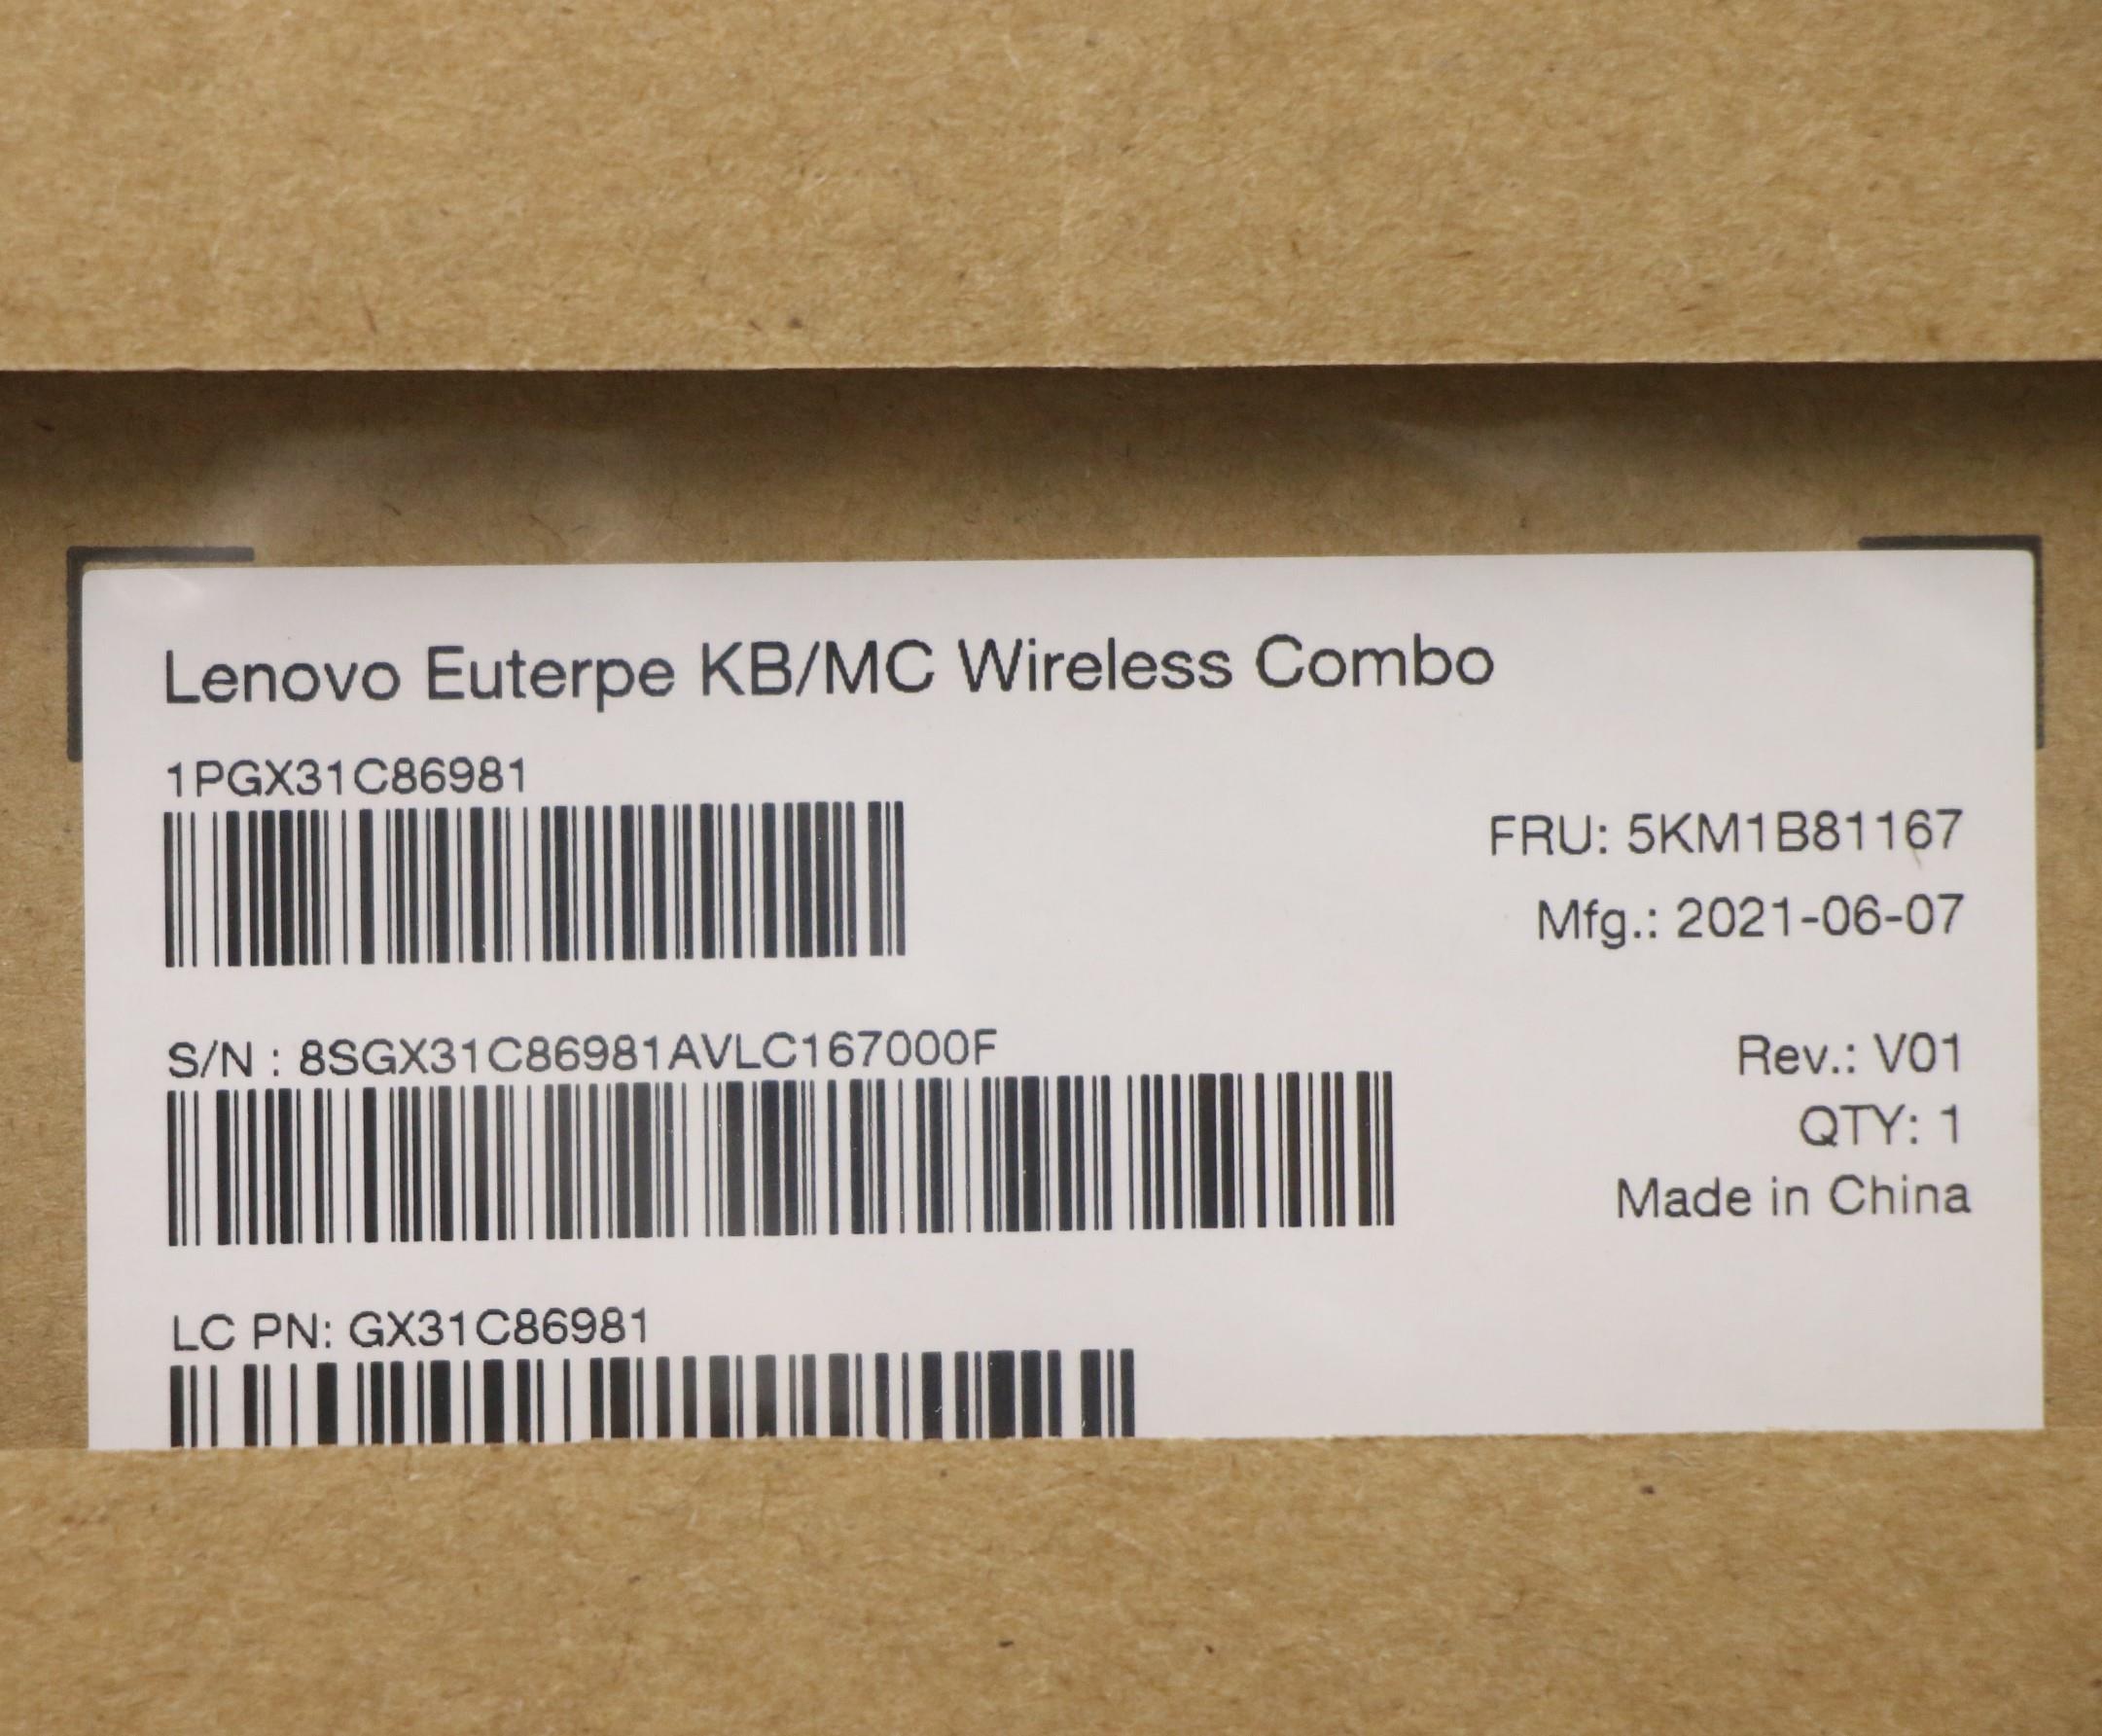 Lenovo Euterpe KB/MC Wireless Combo
1PGX31C86981
FRU: 5KM1B81167
Mfg.: 2021-06-07
S/N : 8SGX31C86981AVLC167000F
Rev.: V01
QTY: 1
Made in China
LC PN: GX31C86981